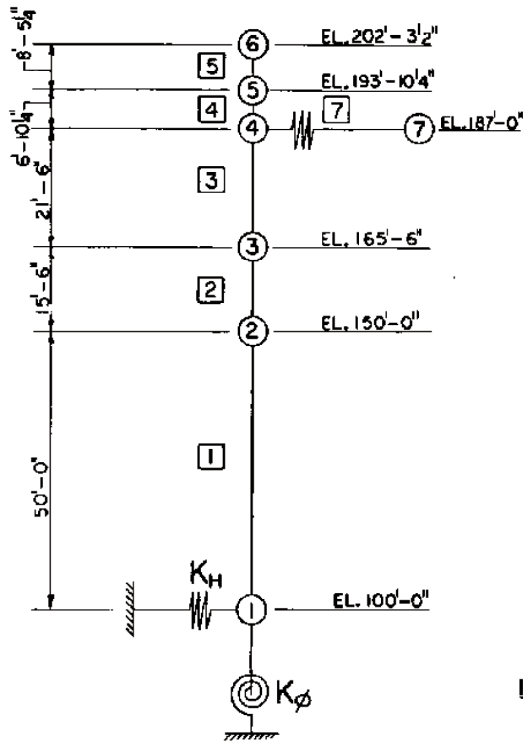 6
EL. 202'-3½"
8'-5¼"
5
5
EL. 193'-10¼"
6'-10¼"
4
7
4
7
EL. 187'-0"
21'-6"
3
3
EL. 165'-6"
15'-6"
2
2
EL. 150'-0"
50'-0"
1
K_H
1
EL. 100'-0"
K_ϕ